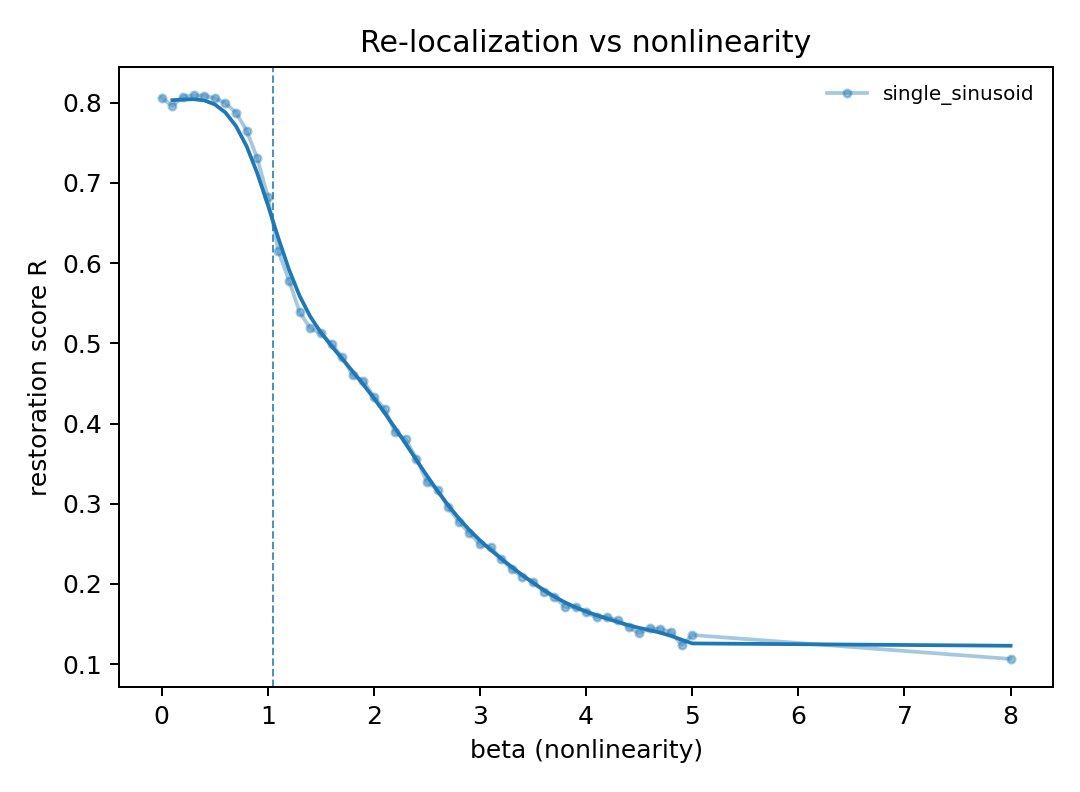 Re-localization vs nonlinearity
single_sinusoid
restoration score R
0.8
0.7
0.6
0.5
0.4
0.3
0.2
0.1
0 1 2 3 4 5 6 7 8
beta (nonlinearity)